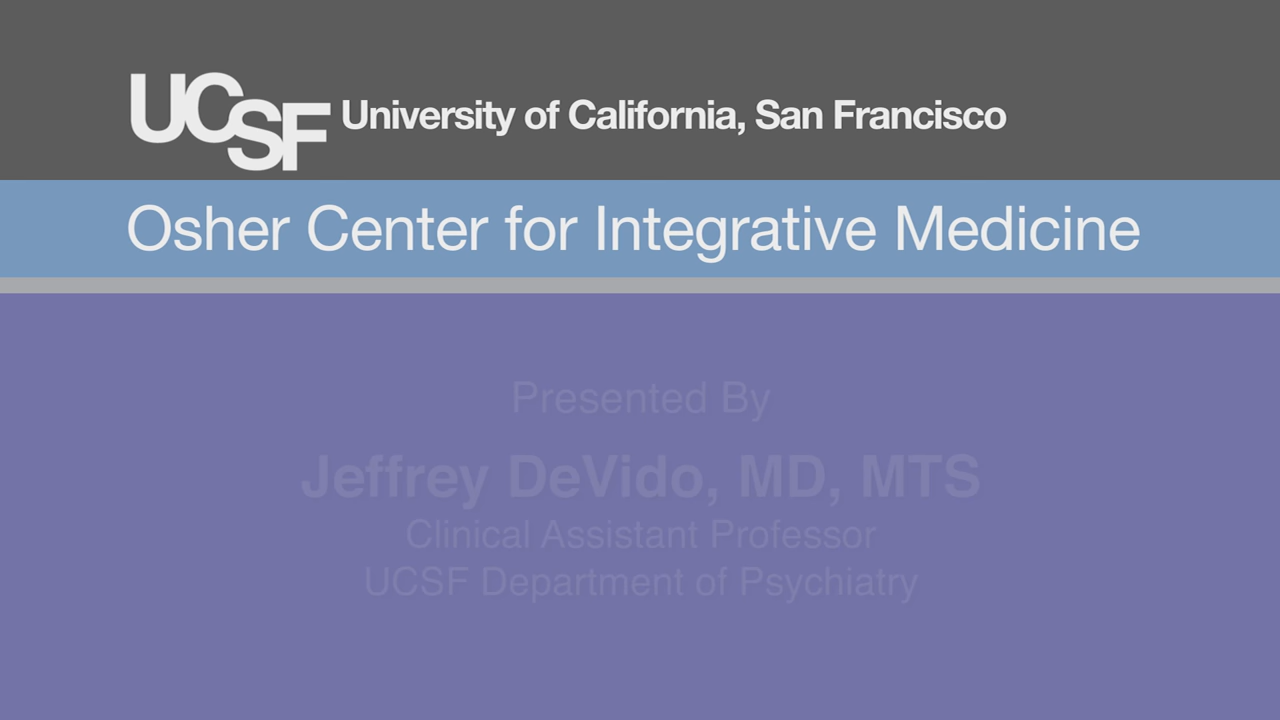 UCSF University of California, San Francisco
Osher Center for Integrative Medicine
Presented By
Jeffrey DeVido, MD, MTS
Clinical Assistant Professor
UCSF Department of Psychiatry